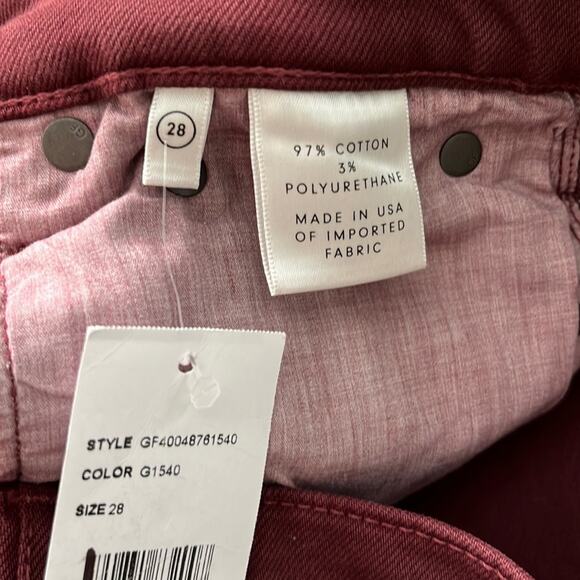 28
97% COTTON
3%
POLYURETHANE
MADE IN USA
OF IMPORTED
FABRIC
STYLE GF40048761540
COLOR G1540
SIZE 28